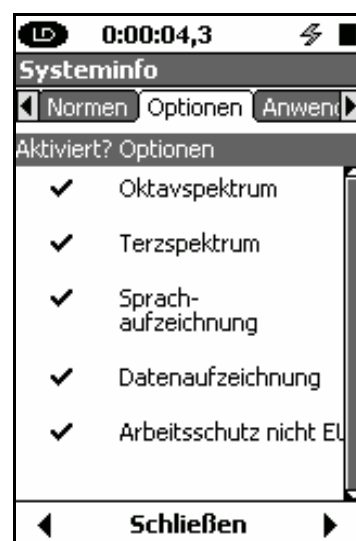 LD 0:00:04,3
Systeminfo
Normen Optionen Anwend
Aktiviert? Optionen
Oktavspektrum
Terzspektrum
Sprach-
aufzeichnung
Datenaufzeichnung
Arbeitsschutz nicht EU
Schließen